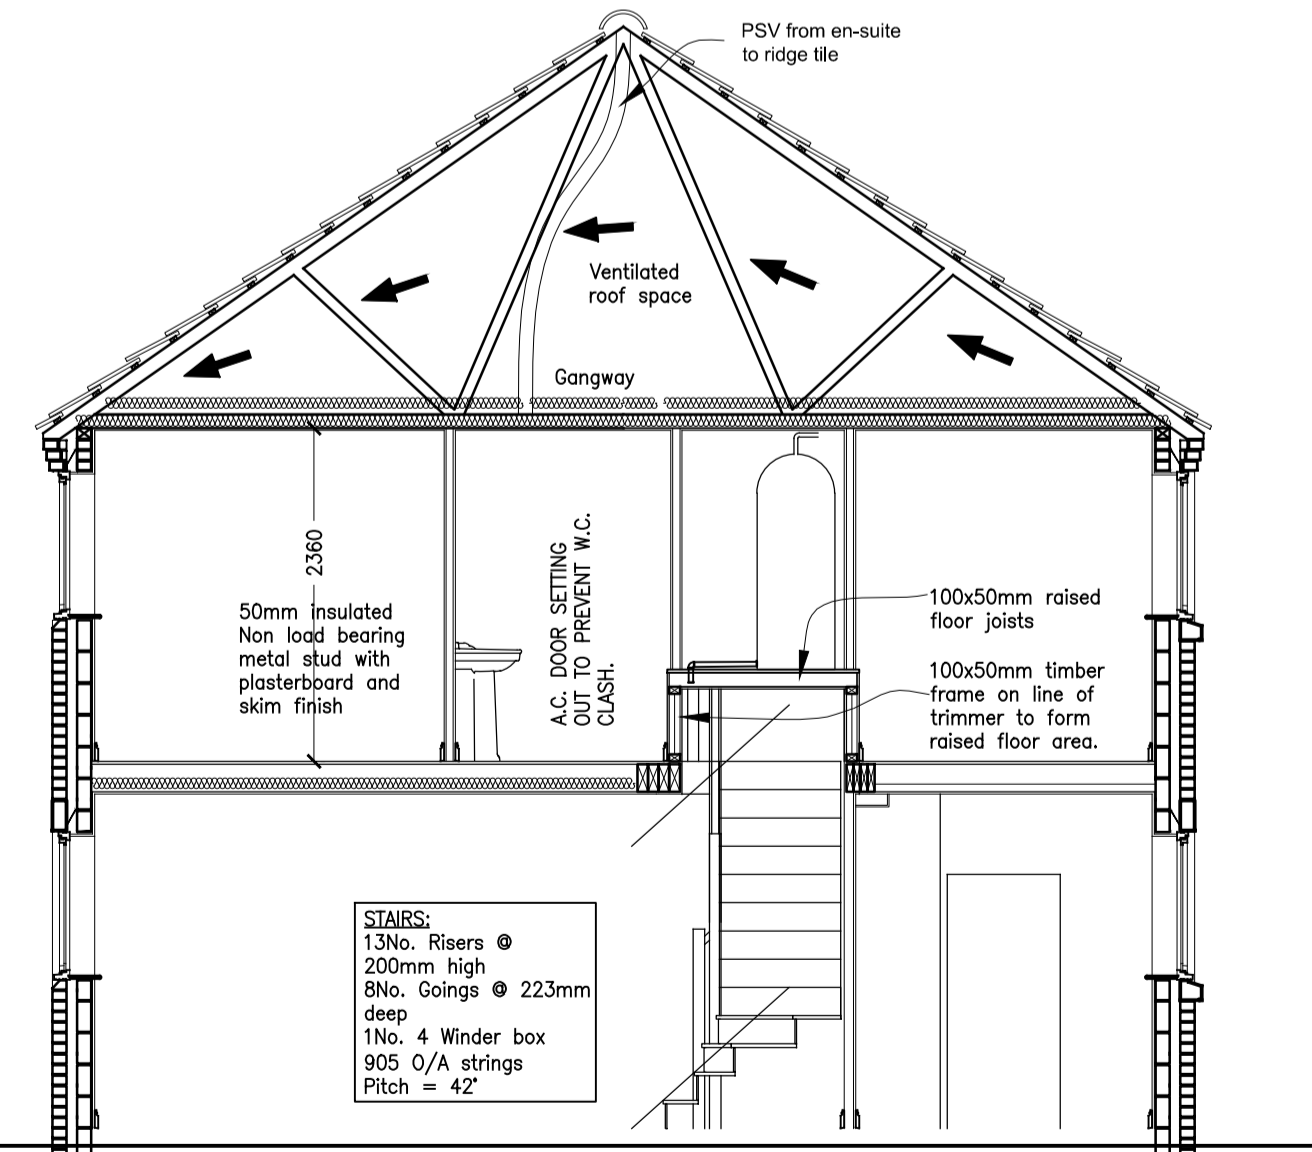 PSV from en-suite
to ridge tile
Ventilated
roof space
Gangway
2360
50mm insulated
Non load bearing
metal stud with
plasterboard and
skim finish
A.C. DOOR SETTING
OUT TO PREVENT W.C.
CLASH.
100x50mm raised
floor joists
100x50mm timber
frame on line of
trimmer to form
raised floor area.
STAIRS:
13No. Risers @
200mm high
8No. Goings @ 223mm
deep
1No. 4 Winder box
905 O/A strings
Pitch = 42°